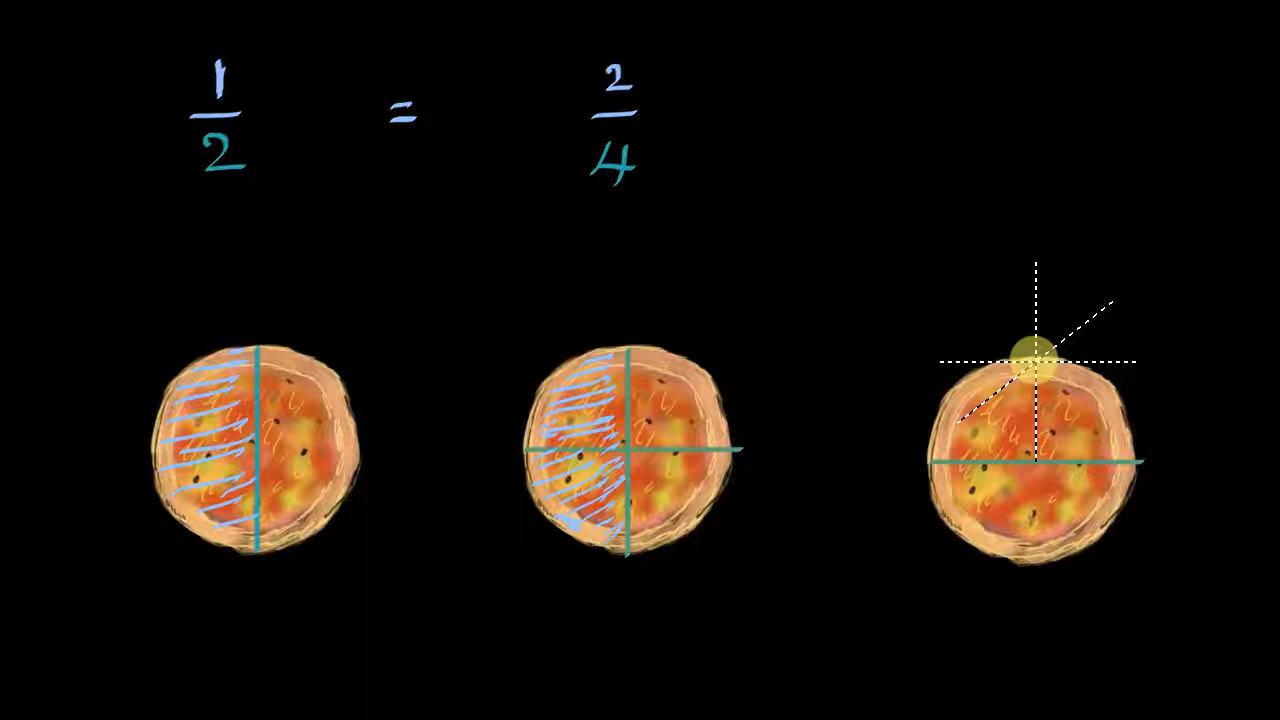 1/2 = 2/4